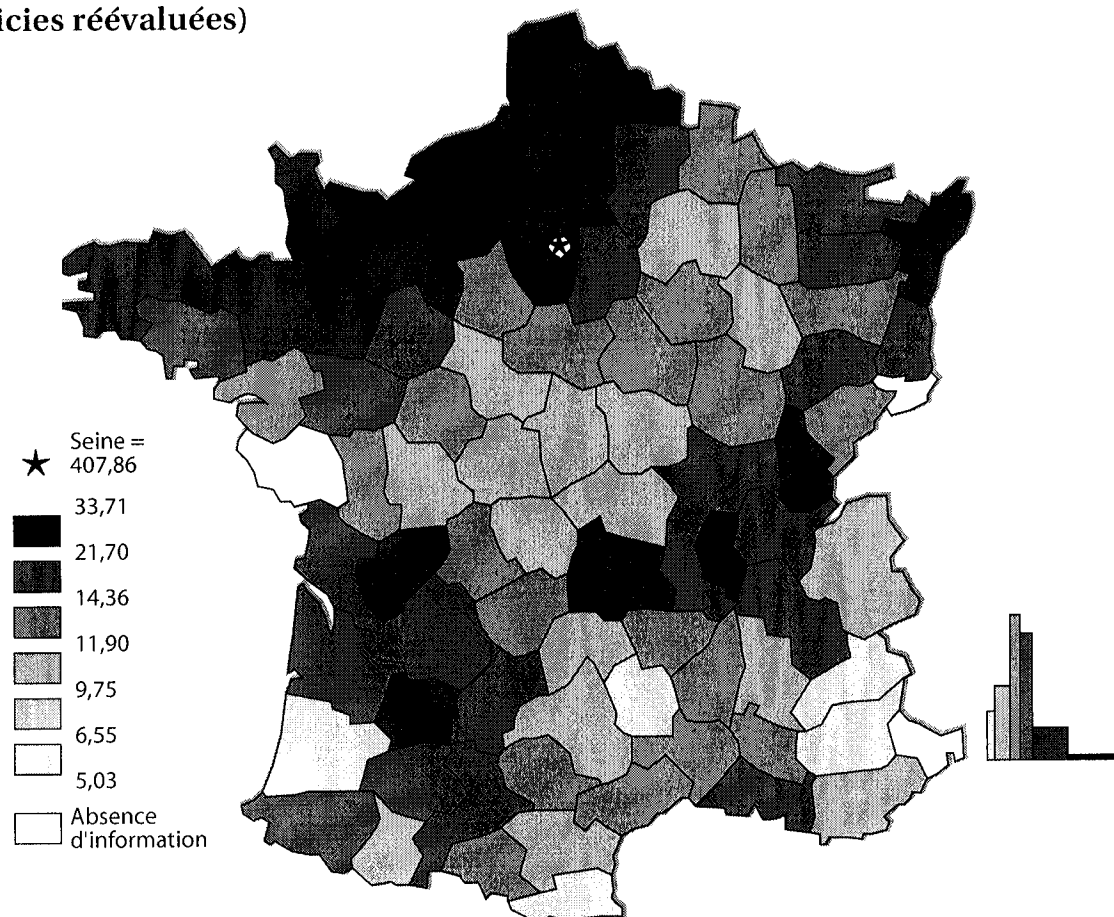 icies réévaluées)
Seine =
407,86
33,71
21,70
14,36
11,90
9,75
6,55
5,03
Absence
d'information